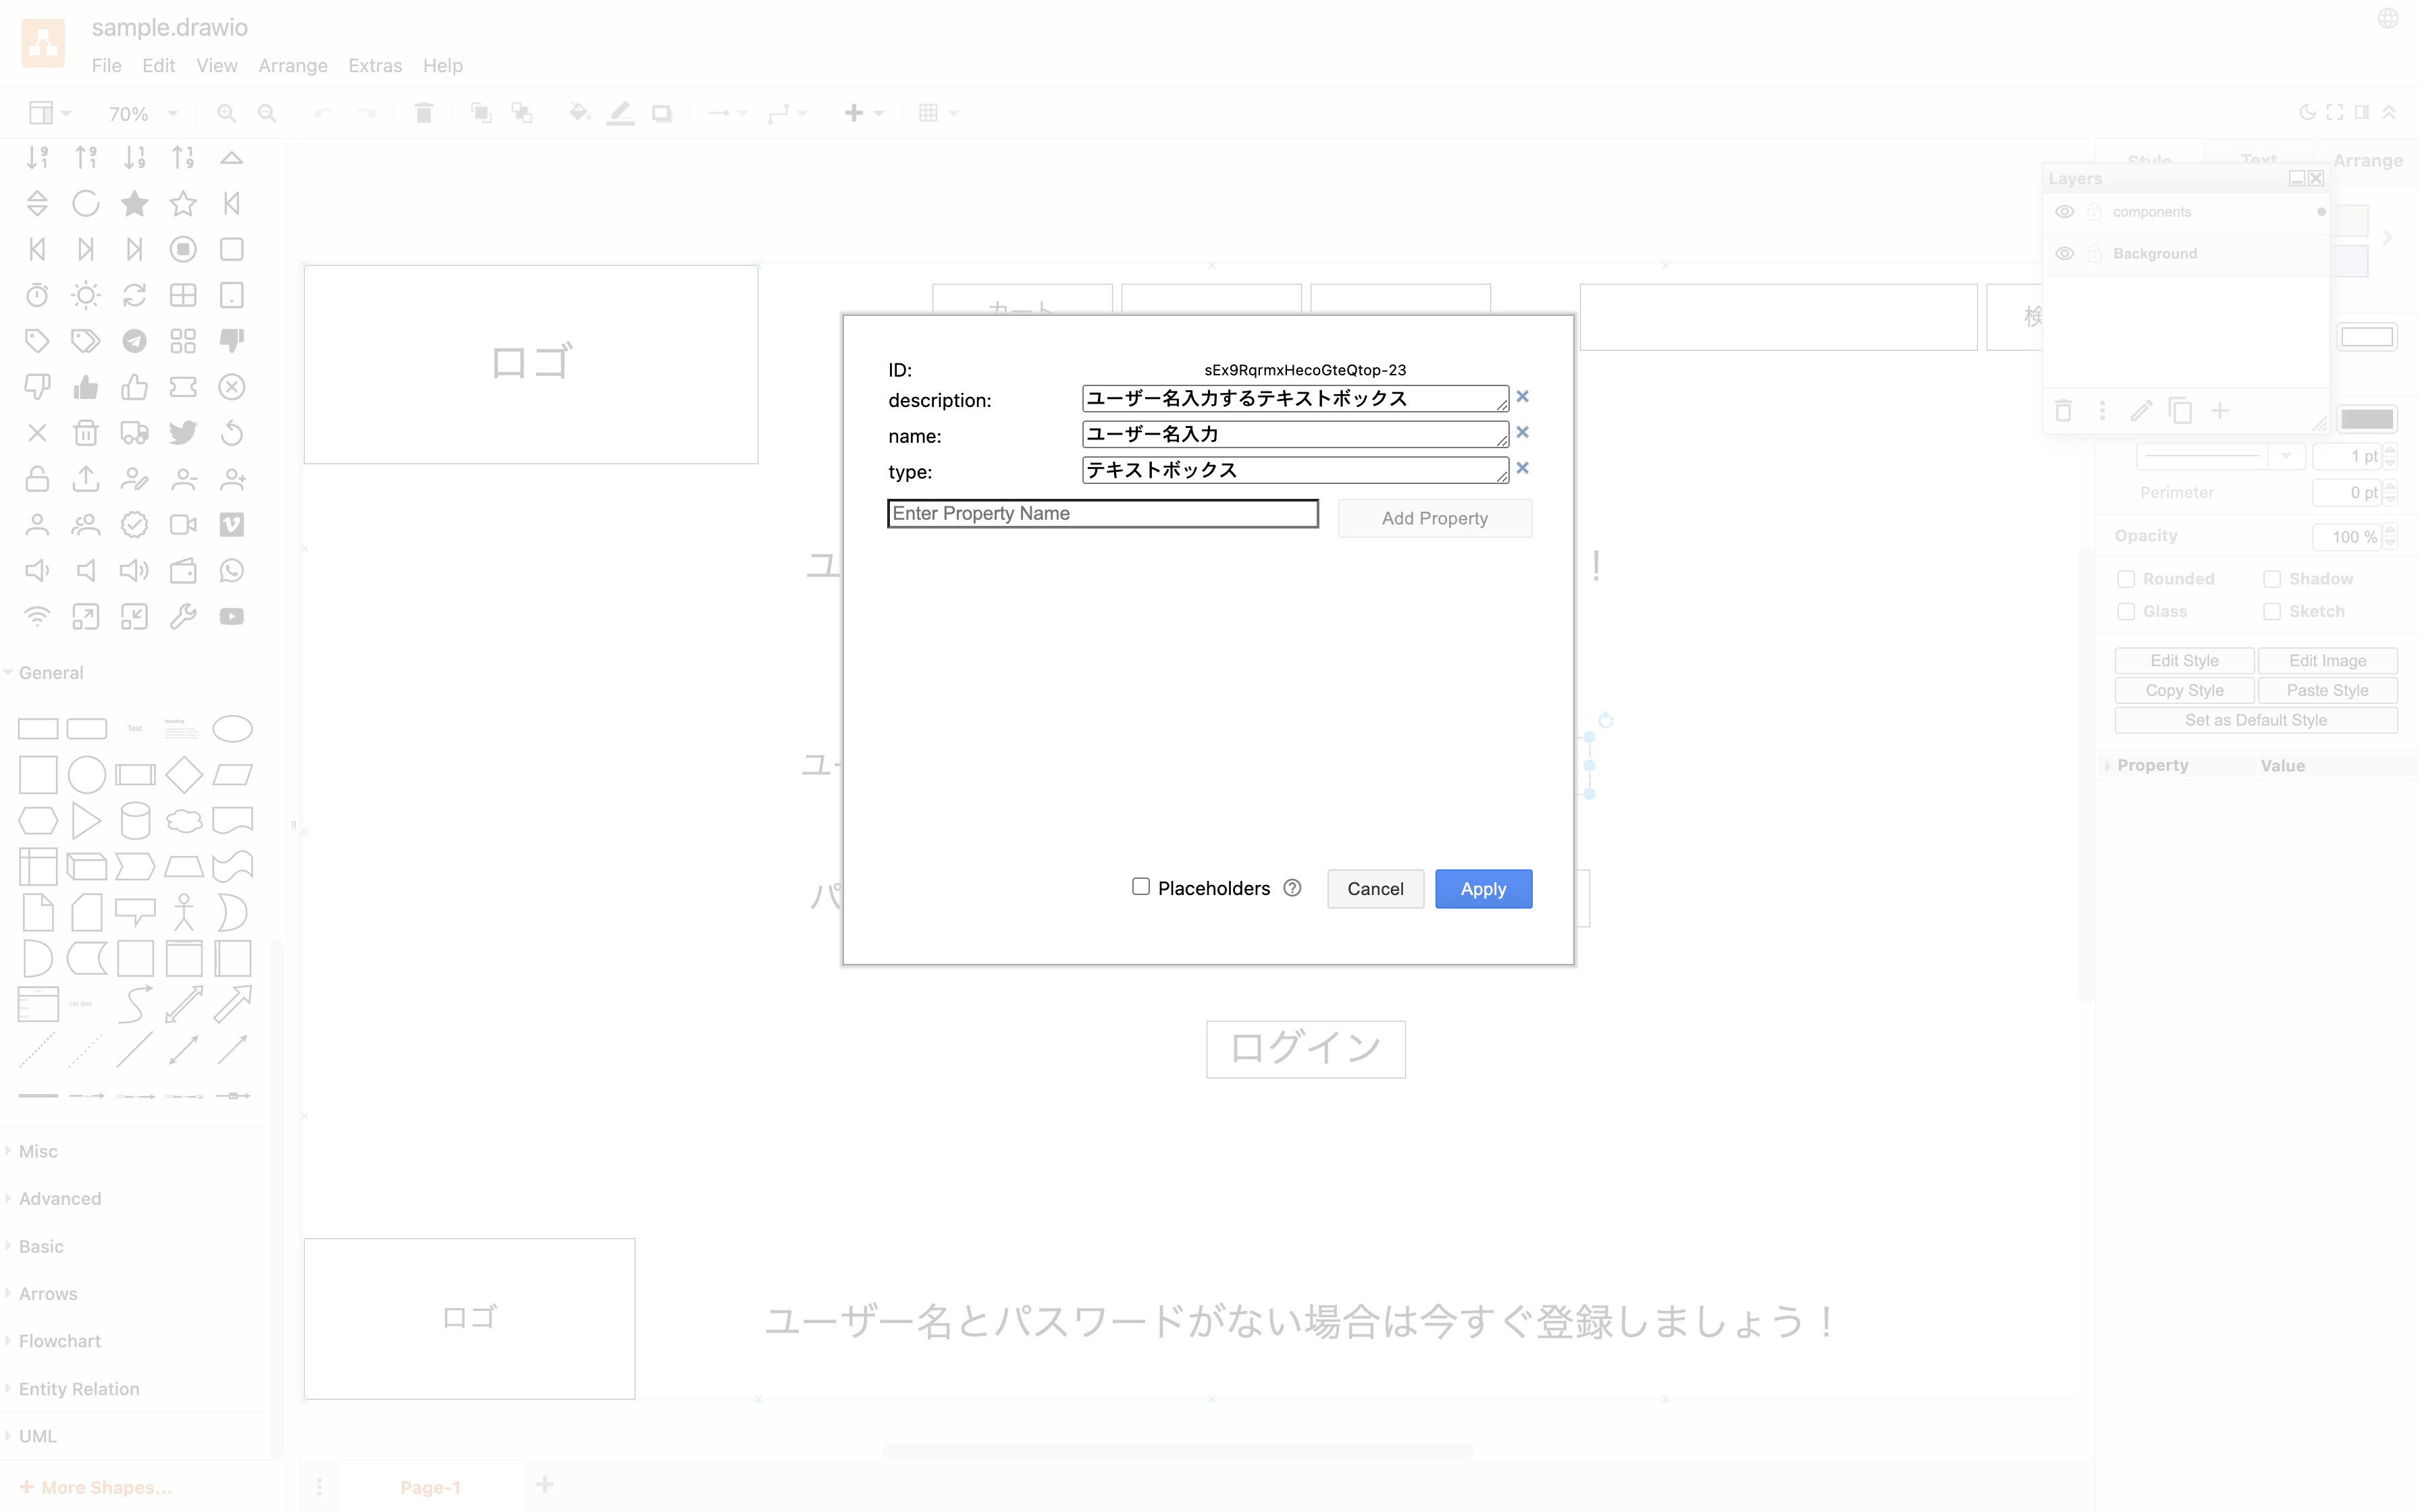 sample.drawio
File Edit View Arrange Extras Help
70%
Style Text Arrange
Layers
components
Background
カート
検
ロゴ
ID: sEx9RqrmxHecoGteQtop-23
description: ユーザー名入力するテキストボックス
name: ユーザー名入力
type: テキストボックス
Enter Property Name Add Property
1 pt
Perimeter 0 pt
Opacity 100 %
Rounded Shadow
Glass Sketch
Edit Style Edit Image
Copy Style Paste Style
Set as Default Style
Property Value
ユ
！
ユー
パ
Placeholders Cancel Apply
General
Text
Heading
List Item
ログイン
Misc
Advanced
Basic
Arrows
Flowchart
Entity Relation
UML
ロゴ
ユーザー名とパスワードがない場合は今すぐ登録しましょう！
+ More Shapes...
Page-1